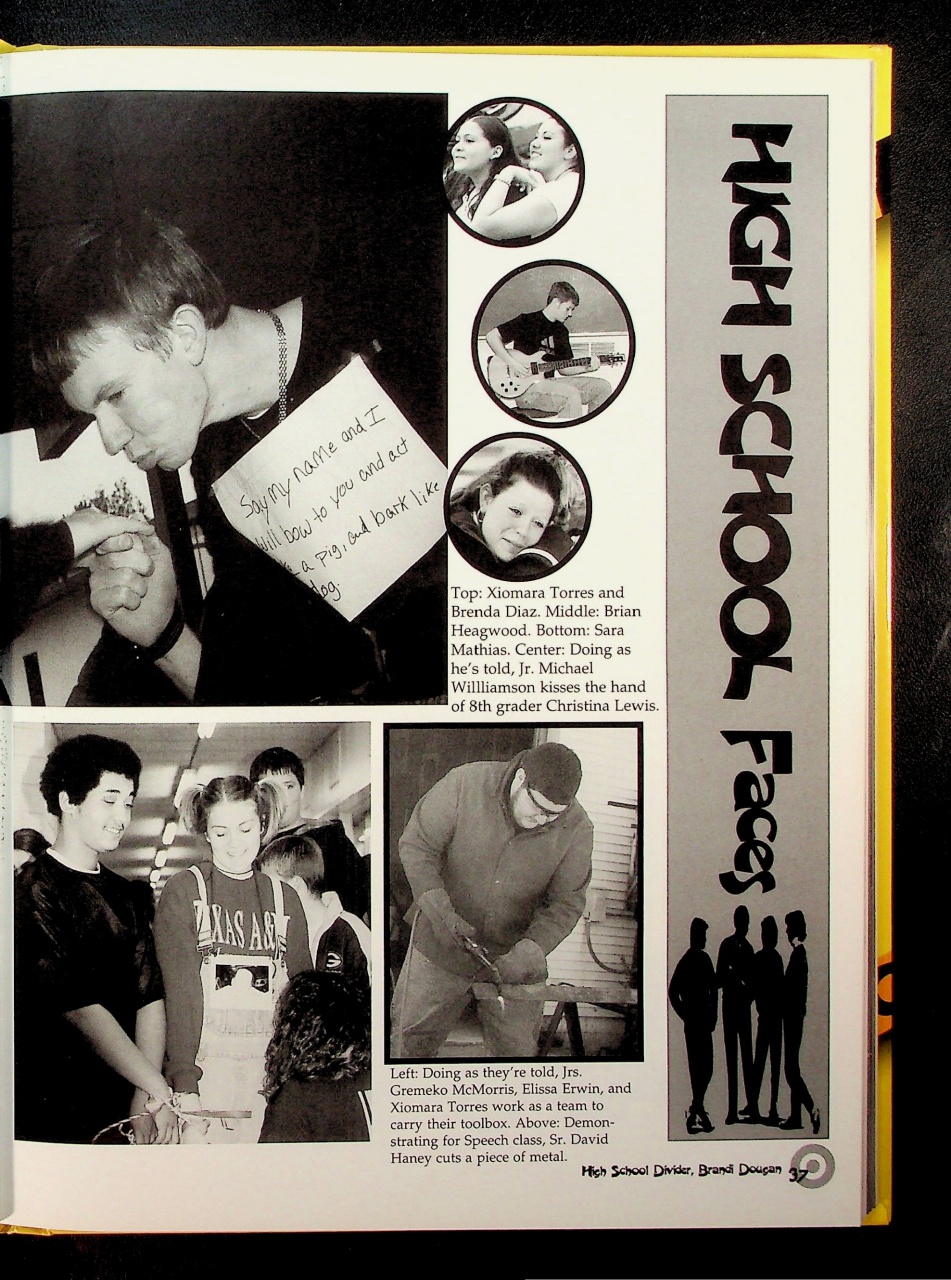 HIGH SCHOOL Faces
Say my name and I
will bow to you and act
a pig, and bark like
dog.
Top: Xiomara Torres and
Brenda Diaz. Middle: Brian
Heagwood. Bottom: Sara
Mathias. Center: Doing as
he's told, Jr. Michael
Willliamson kisses the hand
of 8th grader Christina Lewis.
TEXAS A&M
Left: Doing as they're told, Jrs.
Gremeko McMorris, Elissa Erwin, and
Xiomara Torres work as a team to
carry their toolbox. Above: Demon-
strating for Speech class, Sr. David
Haney cuts a piece of metal.
High School Divider, Brandi Dougan 37